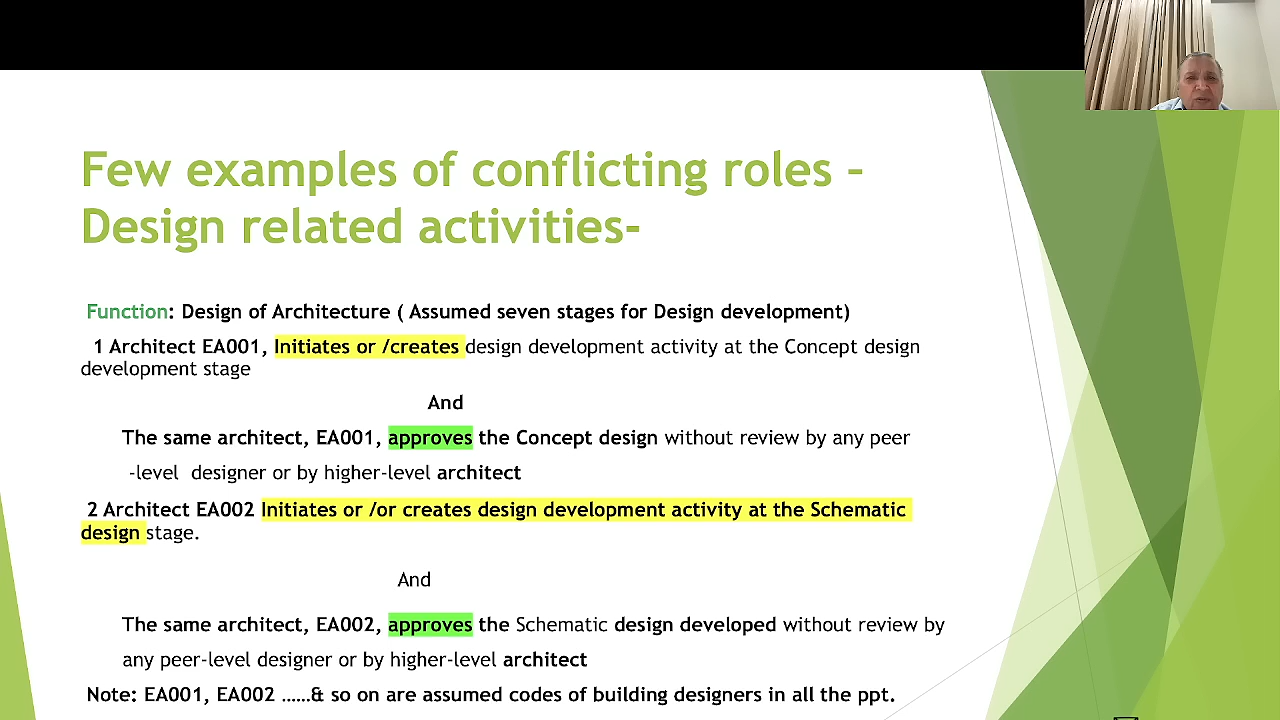 Few examples of conflicting roles –
Design related activities-
Function: Design of Architecture ( Assumed seven stages for Design development)
1 Architect EA001, Initiates or /creates design development activity at the Concept design
development stage
And
The same architect, EA001, approves the Concept design without review by any peer
-level designer or by higher-level architect
2 Architect EA002 Initiates or /or creates design development activity at the Schematic
design stage.
And
The same architect, EA002, approves the Schematic design developed without review by
any peer-level designer or by higher-level architect
Note: EA001, EA002 ……& so on are assumed codes of building designers in all the ppt.